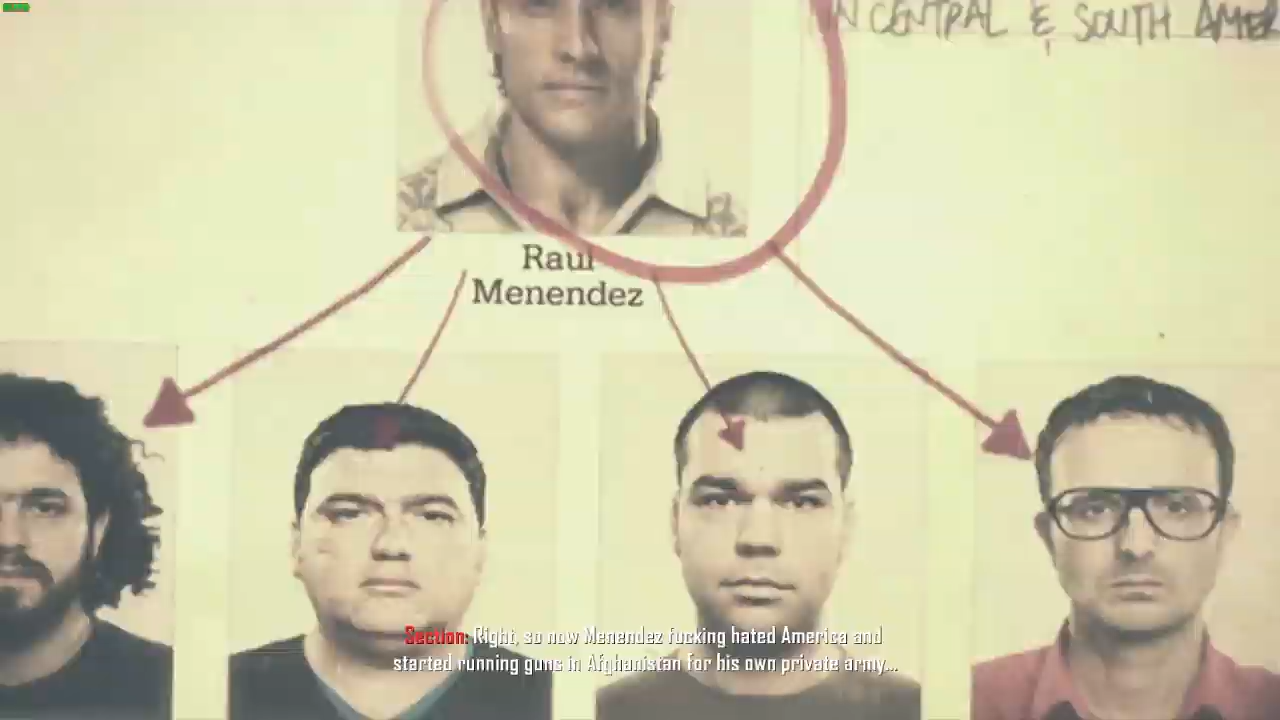 IN CENTRAL & SOUTH AMER
Raul
Menendez
Section: Right, so now Menendez fucking hated America and
started running guns in Afghanistan for his own private army...